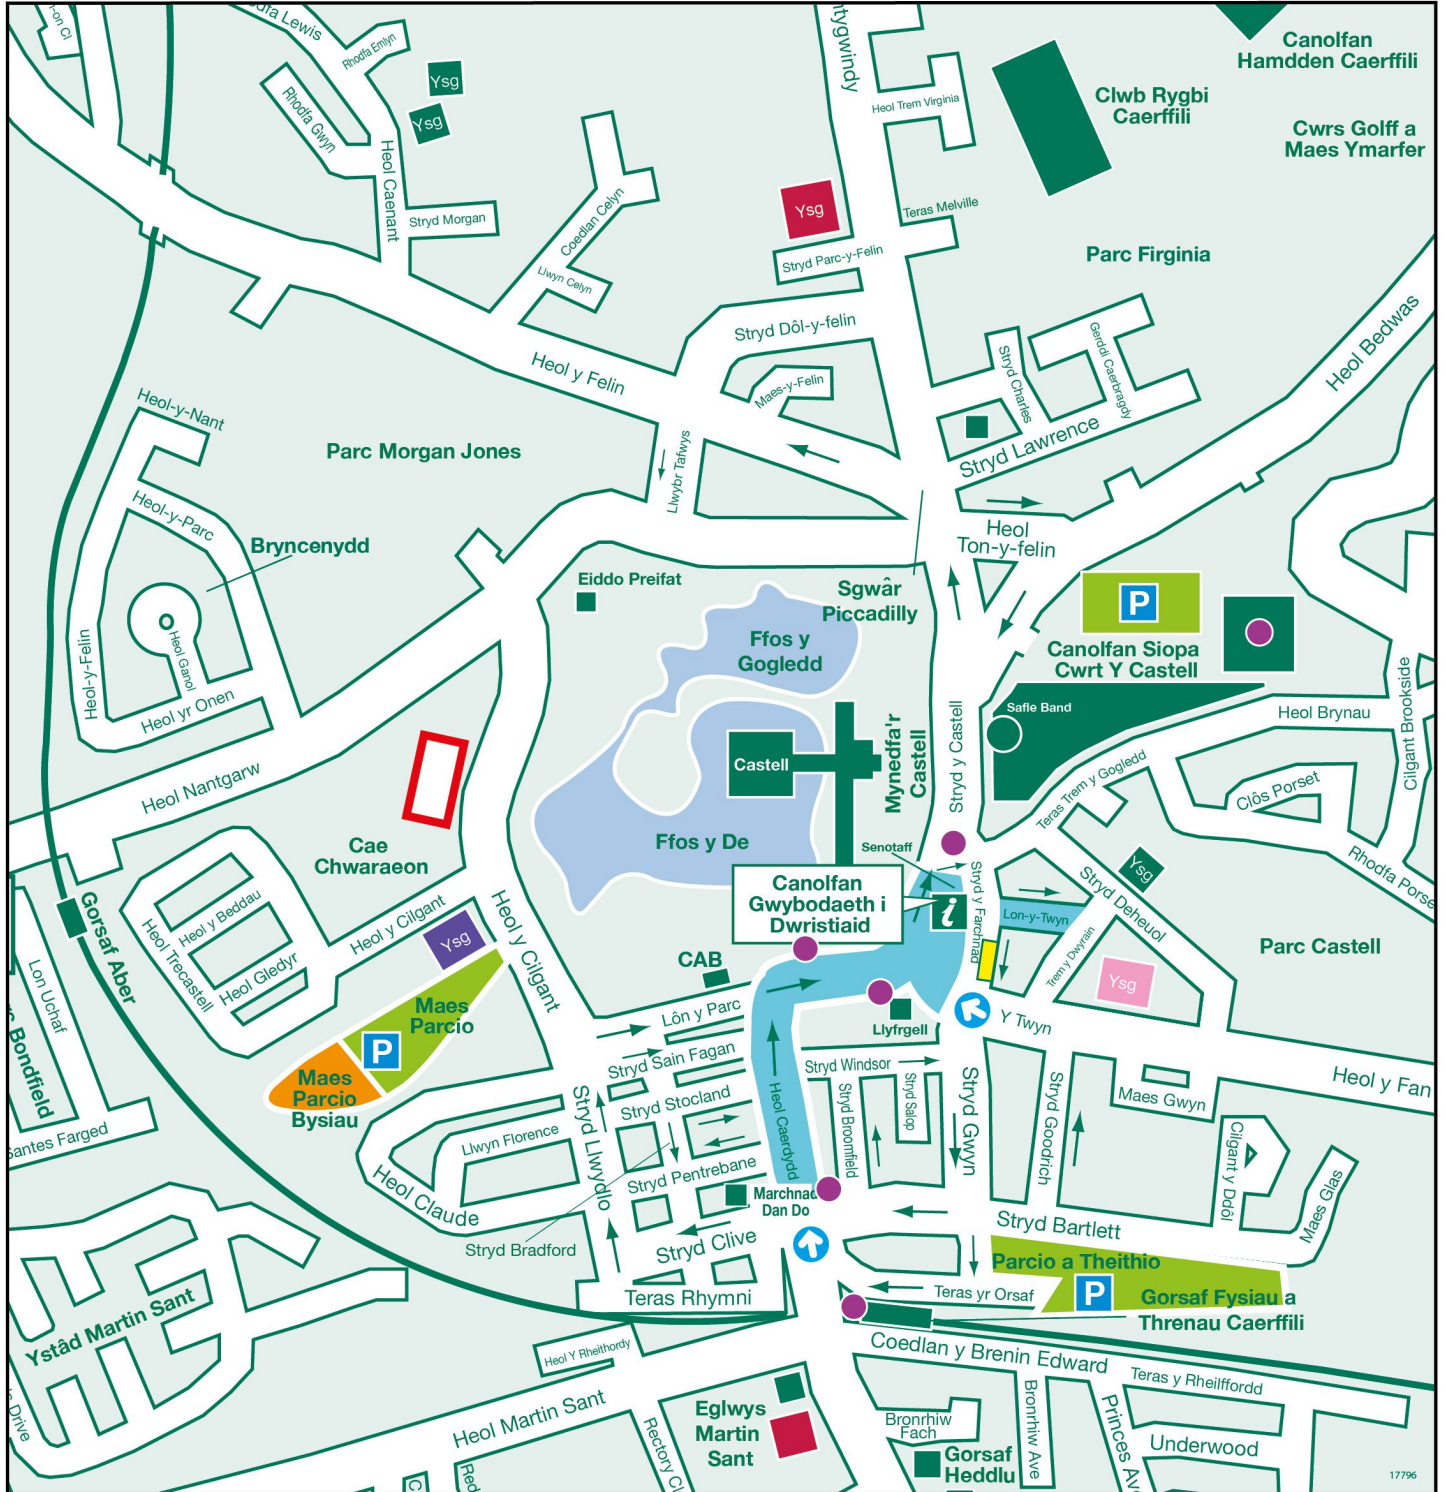 Rhodfa Emlyn
Ysg
Ysg
Rhodfa Gwyn
Heol Caenant
Stryd Morgan
Coedlan Celyn
Llwyn Celyn
Heol Trem Virginia
Canolfan
Hamdden Caerffili
Clwb Rygbi
Caerffili
Cwrs Golff a
Maes Ymarfer
Ysg
Teras Melville
Stryd Parc-y-Felin
Parc Firginia
Stryd Dôl-y-felin
Heol y Felin
Maes-y-Felin
Stryd Charles
Gerddi Caerbragdy
Heol Bedwas
Stryd Lawrence
Heol-y-Nant
Parc Morgan Jones
Llwybr Tafwys
Heol-y-Parc
Bryncenydd
Heol
Ton-y-felin
Eiddo Preifat
Sgwâr
Piccadilly
P
Canolfan Siopa
Cwrt Y Castell
Ffos y
Gogledd
Heol-y-Felin
Heol Ganol
Heol yr Onen
Safle Band
Heol Brynau
Cilgant Brookside
Castell
Mynedfa'r
Castell
Stryd y Castell
Teras Trem y Gogledd
Clôs Porset
Heol Nantgarw
Cae
Chwaraeon
Ffos y De
Senotaff
Ysg
Canolfan
Gwybodaeth i
Dwristiaid
i
Stryd y Farchnad
Lon-y-Twyn
Stryd Deheuol
Trem y Dwyrain
Parc Castell
Ysg
Heol y Beddau
Heol Trecastell
Heol Gledyr
Heol y Cilgant
Ysg
Heol y Cilgant
Gorsaf Aber
Lon Uchaf
Bondfield
CAB
Maes
Parcio
P
Maes
Parcio
Bysiau
Lôn y Parc
Llyfrgell
Y Twyn
Stryd Sain Fagan
Stryd Windsor
Stryd Stocland
Heol Caerdydd
Stryd Broomfield
Stryd Salop
Stryd Gwyn
Stryd Goodrich
Maes Gwyn
Heol y Fan
Cilgant y Ddôl
Maes Glas
Llwyn Florence
Stryd Llwydlo
Stryd Pentrebane
Heol Claude
Marchnad
Dan Do
Stryd Bradford
Stryd Clive
Stryd Bartlett
Parcio a Theithio
P
Teras yr Orsaf
Gorsaf Fysiau a
Threnau Caerffili
Teras Rhymni
Ystâd Martin Sant
Heol Y Rheithordy
Coedlan y Brenin Edward
Teras y Rheilffordd
Heol Martin Sant
Eglwys
Martin
Sant
Bronrhiw
Fach
Bronrhiw Ave
Underwood
Gorsaf
Heddlu
17796